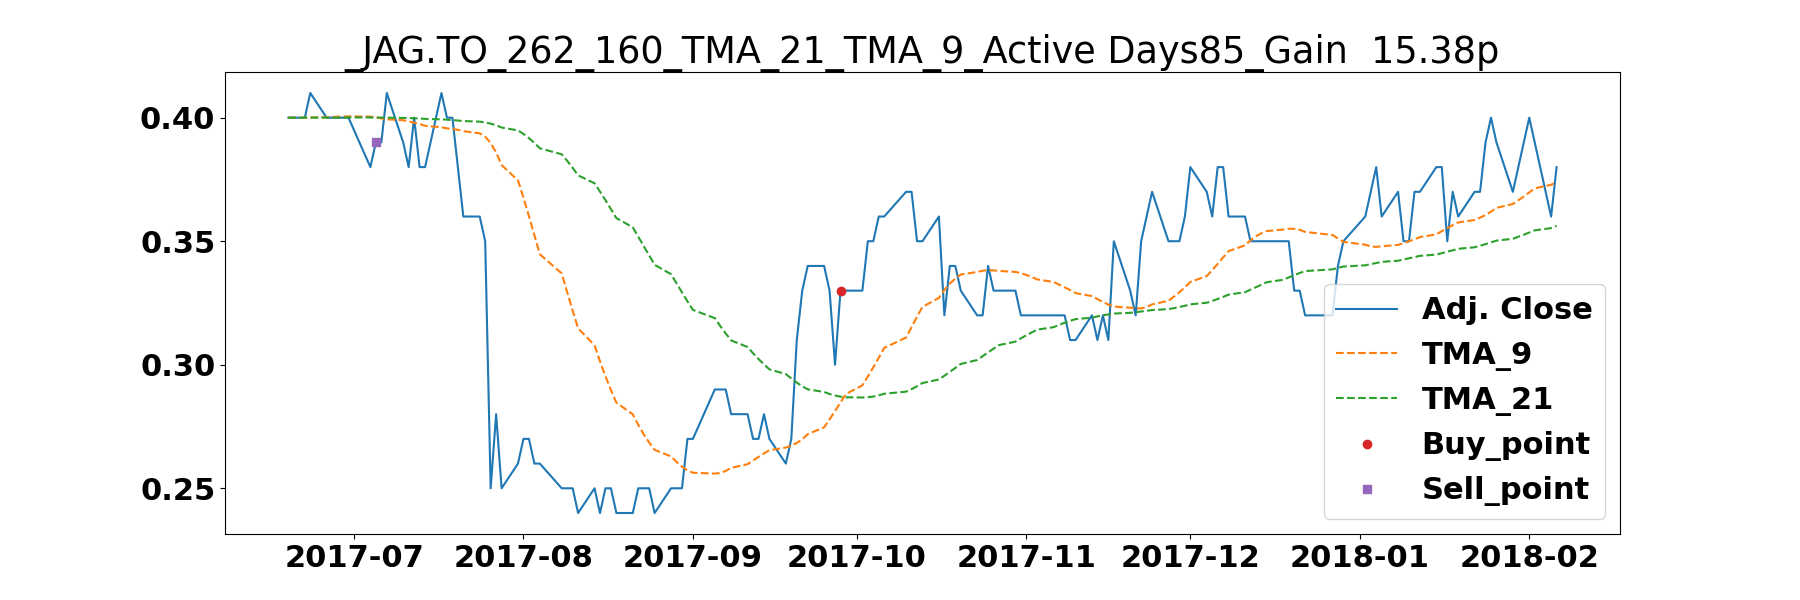 _JAG.TO_262_160_TMA_21_TMA_9_Active Days85_Gain  15.38p
0.40
0.35
0.30
0.25
Adj. Close
TMA_9
TMA_21
Buy_point
Sell_point
2017-07 2017-08 2017-09 2017-10 2017-11 2017-12 2018-01 2018-02